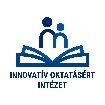 INNOVATÍV OKTATÁSÉRT
INTÉZET